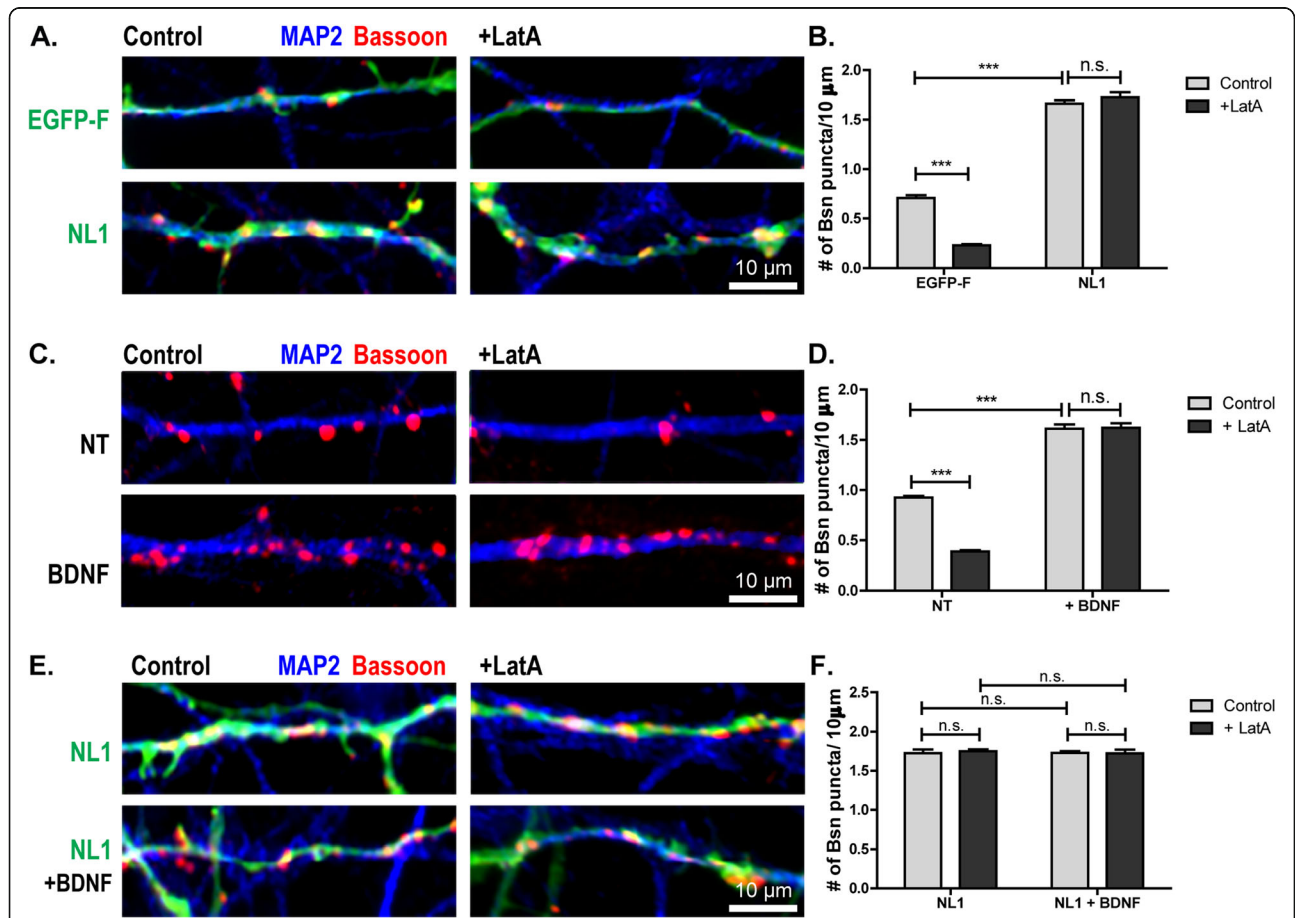 A.
Control MAP2 Bassoon +LatA
EGFP-F
NL1
10 µm
B.
# of Bsn puncta/10 µm
2.0
1.5
1.0
0.5
0.0
***
***
n.s.
EGFP-F NL1
Control
+LatA
C.
Control MAP2 Bassoon +LatA
NT
BDNF
10 µm
D.
# of Bsn puncta/10 µm
2.0
1.5
1.0
0.5
0.0
***
***
n.s.
NT + BDNF
Control
+ LatA
E.
Control MAP2 Bassoon +LatA
NL1
NL1
+BDNF
10 µm
F.
# of Bsn puncta/ 10µm
2.5
2.0
1.5
1.0
0.5
0.0
n.s.
n.s.
n.s.
n.s.
NL1 NL1 + BDNF
Control
+ LatA